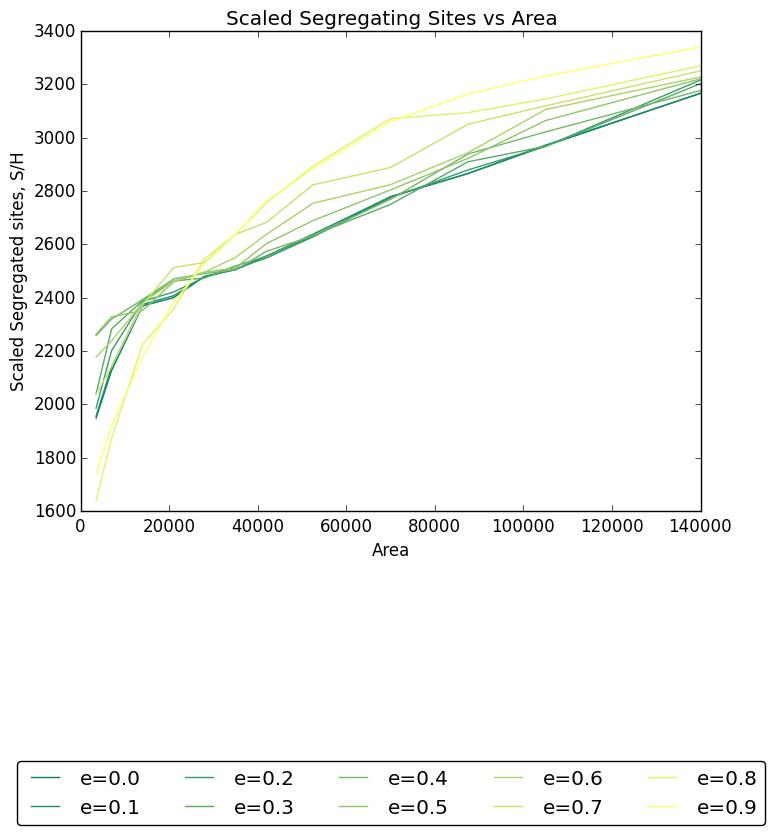 Scaled Segregating Sites vs Area
3400
3200
3000
2800
2600
2400
2200
2000
1800
1600
Scaled Segregated sites, S/H
0 20000 40000 60000 80000 100000 120000 140000
Area
e=0.0 e=0.2 e=0.4 e=0.6 e=0.8
e=0.1 e=0.3 e=0.5 e=0.7 e=0.9